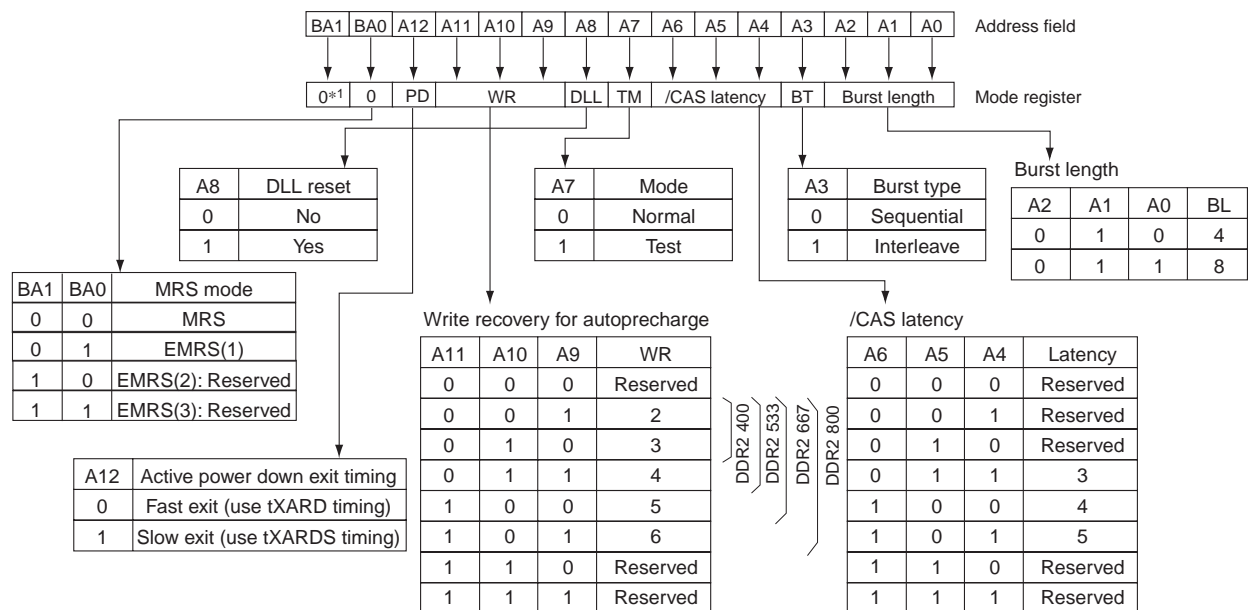 BA1 BA0 A12 A11 A10 A9 A8 A7 A6 A5 A4 A3 A2 A1 A0 Address field
0*1 0 PD WR DLL TM /CAS latency BT Burst length Mode register
A8 DLL reset
0 No
1 Yes
A7 Mode
0 Normal
1 Test
A3 Burst type
0 Sequential
1 Interleave
Burst length
A2 A1 A0 BL
0 1 0 4
0 1 1 8
BA1 BA0 MRS mode
0 0 MRS
0 1 EMRS(1)
1 0 EMRS(2): Reserved
1 1 EMRS(3): Reserved
A12 Active power down exit timing
0 Fast exit (use tXARD timing)
1 Slow exit (use tXARDS timing)
Write recovery for autoprecharge
A11 A10 A9 WR
0 0 0 Reserved
0 0 1 2
0 1 0 3
0 1 1 4
1 0 0 5
1 0 1 6
1 1 0 Reserved
1 1 1 Reserved
DDR2 400
DDR2 533
DDR2 667
DDR2 800
/CAS latency
A6 A5 A4 Latency
0 0 0 Reserved
0 0 1 Reserved
0 1 0 Reserved
0 1 1 3
1 0 0 4
1 0 1 5
1 1 0 Reserved
1 1 1 Reserved